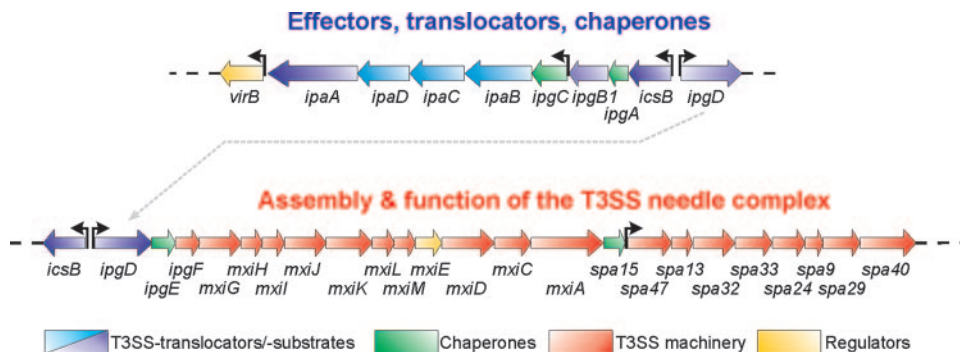 Effectors, translocators, chaperones
virB ipaA ipaD ipaC ipaB ipgC ipgB1 icsB ipgD
ipgA
Assembly & function of the T3SS needle complex
icsB ipgD ipgF mxiH mxiJ mxiL mxiE mxiC spa15 spa13 spa33 spa9 spa40
ipgE mxiG mxiI mxiK mxiM mxiD mxiA spa47 spa32 spa24 spa29
T3SS-translocators/-substrates Chaperones T3SS machinery Regulators